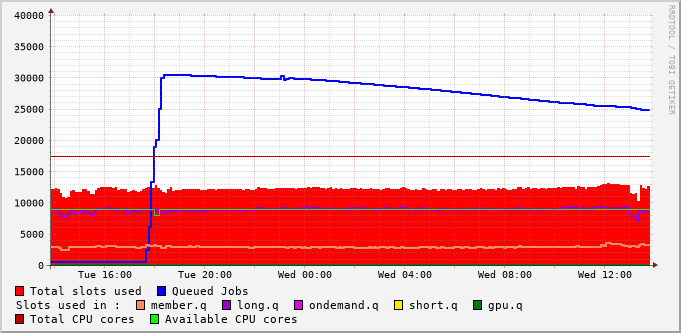 40000
35000
30000
25000
20000
15000
10000
5000
0
Tue 16:00 Tue 20:00 Wed 00:00 Wed 04:00 Wed 08:00 Wed 12:00
Total slots used Queued Jobs
Slots used in : member.q long.q ondemand.q short.q gpu.q
Total CPU cores Available CPU cores
RRDTOOL / TOBI OETIKER